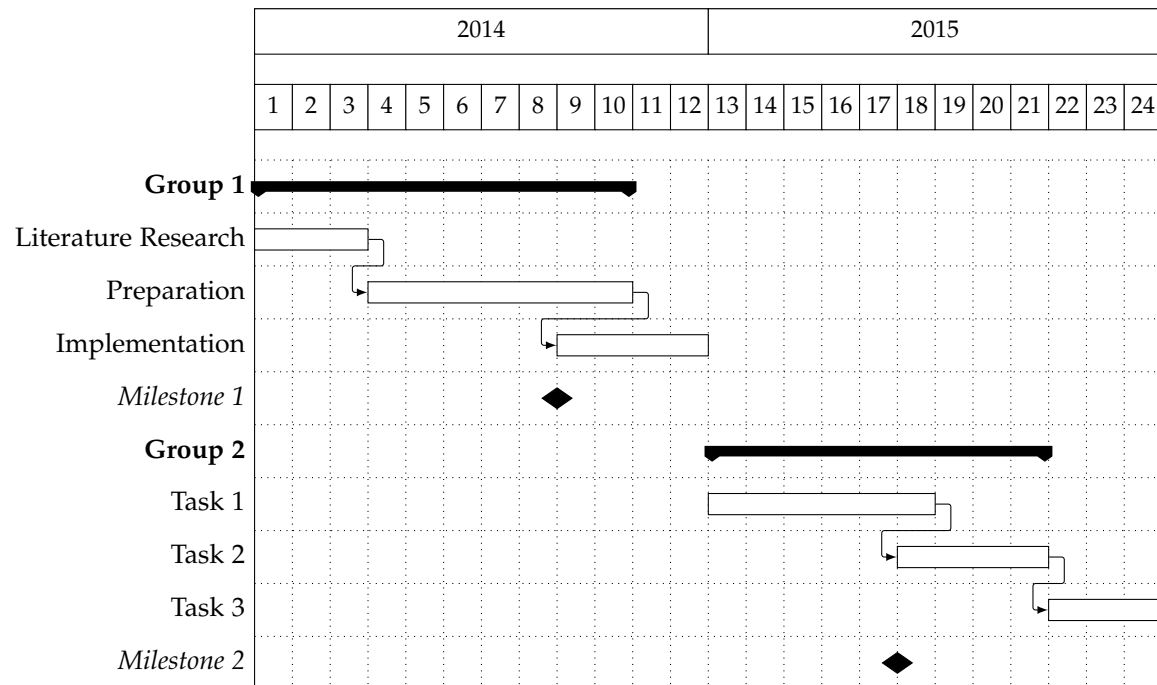 2014 2015
1 2 3 4 5 6 7 8 9 10 11 12 13 14 15 16 17 18 19 20 21 22 23 24
Group 1
Literature Research
Preparation
Implementation
Milestone 1
Group 2
Task 1
Task 2
Task 3
Milestone 2